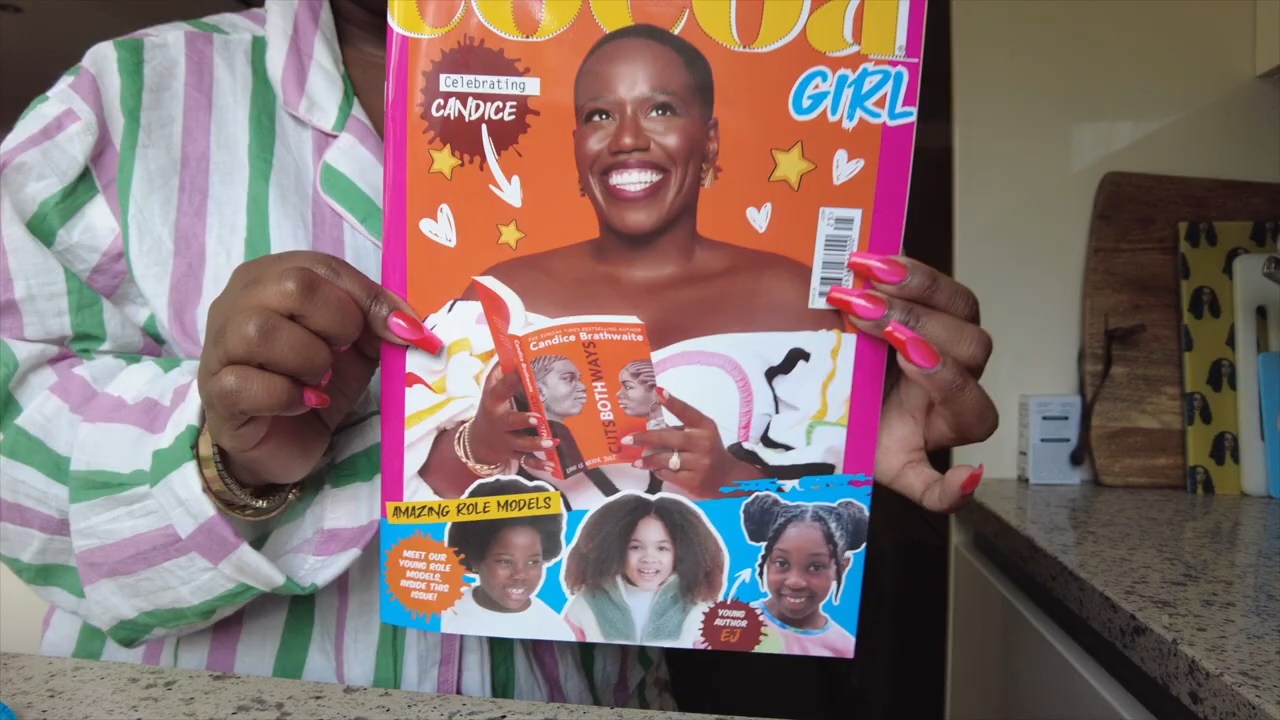 cocoa
GIRL
Celebrating
CANDICE
THE SUNDAY TIMES BESTSELLING AUTHOR
Candice Brathwaite
CUTS BOTH WAYS
AMAZING ROLE MODELS
MEET OUR
YOUNG ROLE
MODELS,
INSIDE THIS
ISSUE!
YOUNG
AUTHOR
EJ